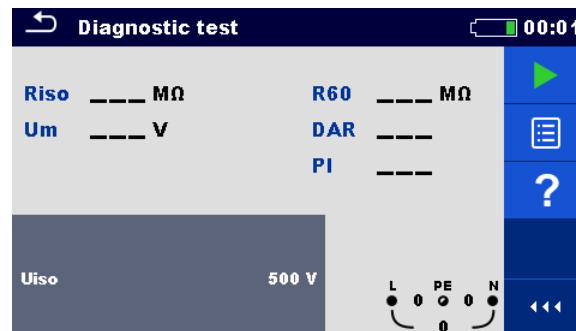 Diagnostic test 00:01
Riso ___ MΩ R60 ___ MΩ
Um ___ V DAR ___
PI ___
?
Uiso 500 V
L PE N
0 0
0